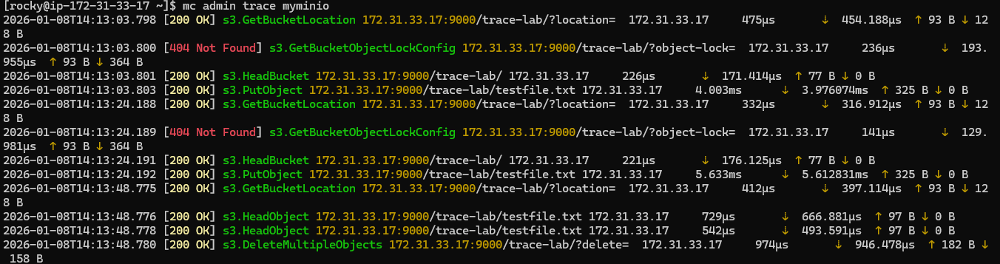 [rocky@ip-172-31-33-17 ~]$ mc admin trace myminio
2026-01-08T14:13:03.798 [200 OK] s3.GetBucketLocation 172.31.33.17:9000/trace-lab/?location=  172.31.33.17     475µs       ↓  454.188µs  ↑ 93 B ↓ 12
8 B
2026-01-08T14:13:03.800 [404 Not Found] s3.GetBucketObjectLockConfig 172.31.33.17:9000/trace-lab/?object-lock=  172.31.33.17     236µs       ↓  193.
955µs  ↑ 93 B ↓ 364 B
2026-01-08T14:13:03.801 [200 OK] s3.HeadBucket 172.31.33.17:9000/trace-lab/ 172.31.33.17     226µs       ↓  171.414µs  ↑ 77 B ↓ 0 B
2026-01-08T14:13:03.803 [200 OK] s3.PutObject 172.31.33.17:9000/trace-lab/testfile.txt 172.31.33.17     4.003ms      ↓  3.976074ms  ↑ 325 B ↓ 0 B
2026-01-08T14:13:24.188 [200 OK] s3.GetBucketLocation 172.31.33.17:9000/trace-lab/?location=  172.31.33.17     332µs       ↓  316.912µs  ↑ 93 B ↓ 12
8 B
2026-01-08T14:13:24.189 [404 Not Found] s3.GetBucketObjectLockConfig 172.31.33.17:9000/trace-lab/?object-lock=  172.31.33.17     141µs       ↓  129.
981µs  ↑ 93 B ↓ 364 B
2026-01-08T14:13:24.191 [200 OK] s3.HeadBucket 172.31.33.17:9000/trace-lab/ 172.31.33.17     221µs       ↓  176.125µs  ↑ 77 B ↓ 0 B
2026-01-08T14:13:24.192 [200 OK] s3.PutObject 172.31.33.17:9000/trace-lab/testfile.txt 172.31.33.17     5.633ms      ↓  5.612831ms  ↑ 325 B ↓ 0 B
2026-01-08T14:13:48.775 [200 OK] s3.GetBucketLocation 172.31.33.17:9000/trace-lab/?location=  172.31.33.17     412µs       ↓  397.114µs  ↑ 93 B ↓ 12
8 B
2026-01-08T14:13:48.776 [200 OK] s3.HeadObject 172.31.33.17:9000/trace-lab/testfile.txt 172.31.33.17     729µs       ↓  666.881µs  ↑ 97 B ↓ 0 B
2026-01-08T14:13:48.778 [200 OK] s3.HeadObject 172.31.33.17:9000/trace-lab/testfile.txt 172.31.33.17     542µs       ↓  493.591µs  ↑ 97 B ↓ 0 B
2026-01-08T14:13:48.780 [200 OK] s3.DeleteMultipleObjects 172.31.33.17:9000/trace-lab/?delete=  172.31.33.17     974µs       ↓  946.478µs  ↑ 182 B ↓
 158 B